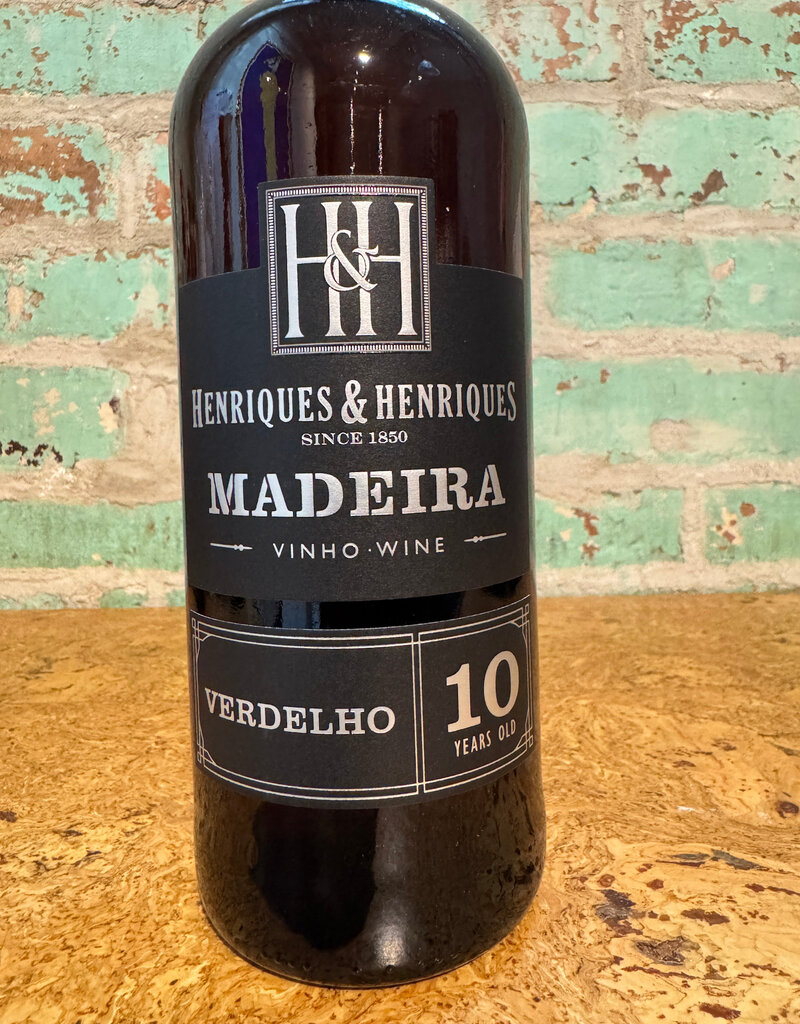 H&H
HENRIQUES & HENRIQUES
SINCE 1850
MADEIRA
VINHO · WINE
VERDELHO
10
YEARS OLD